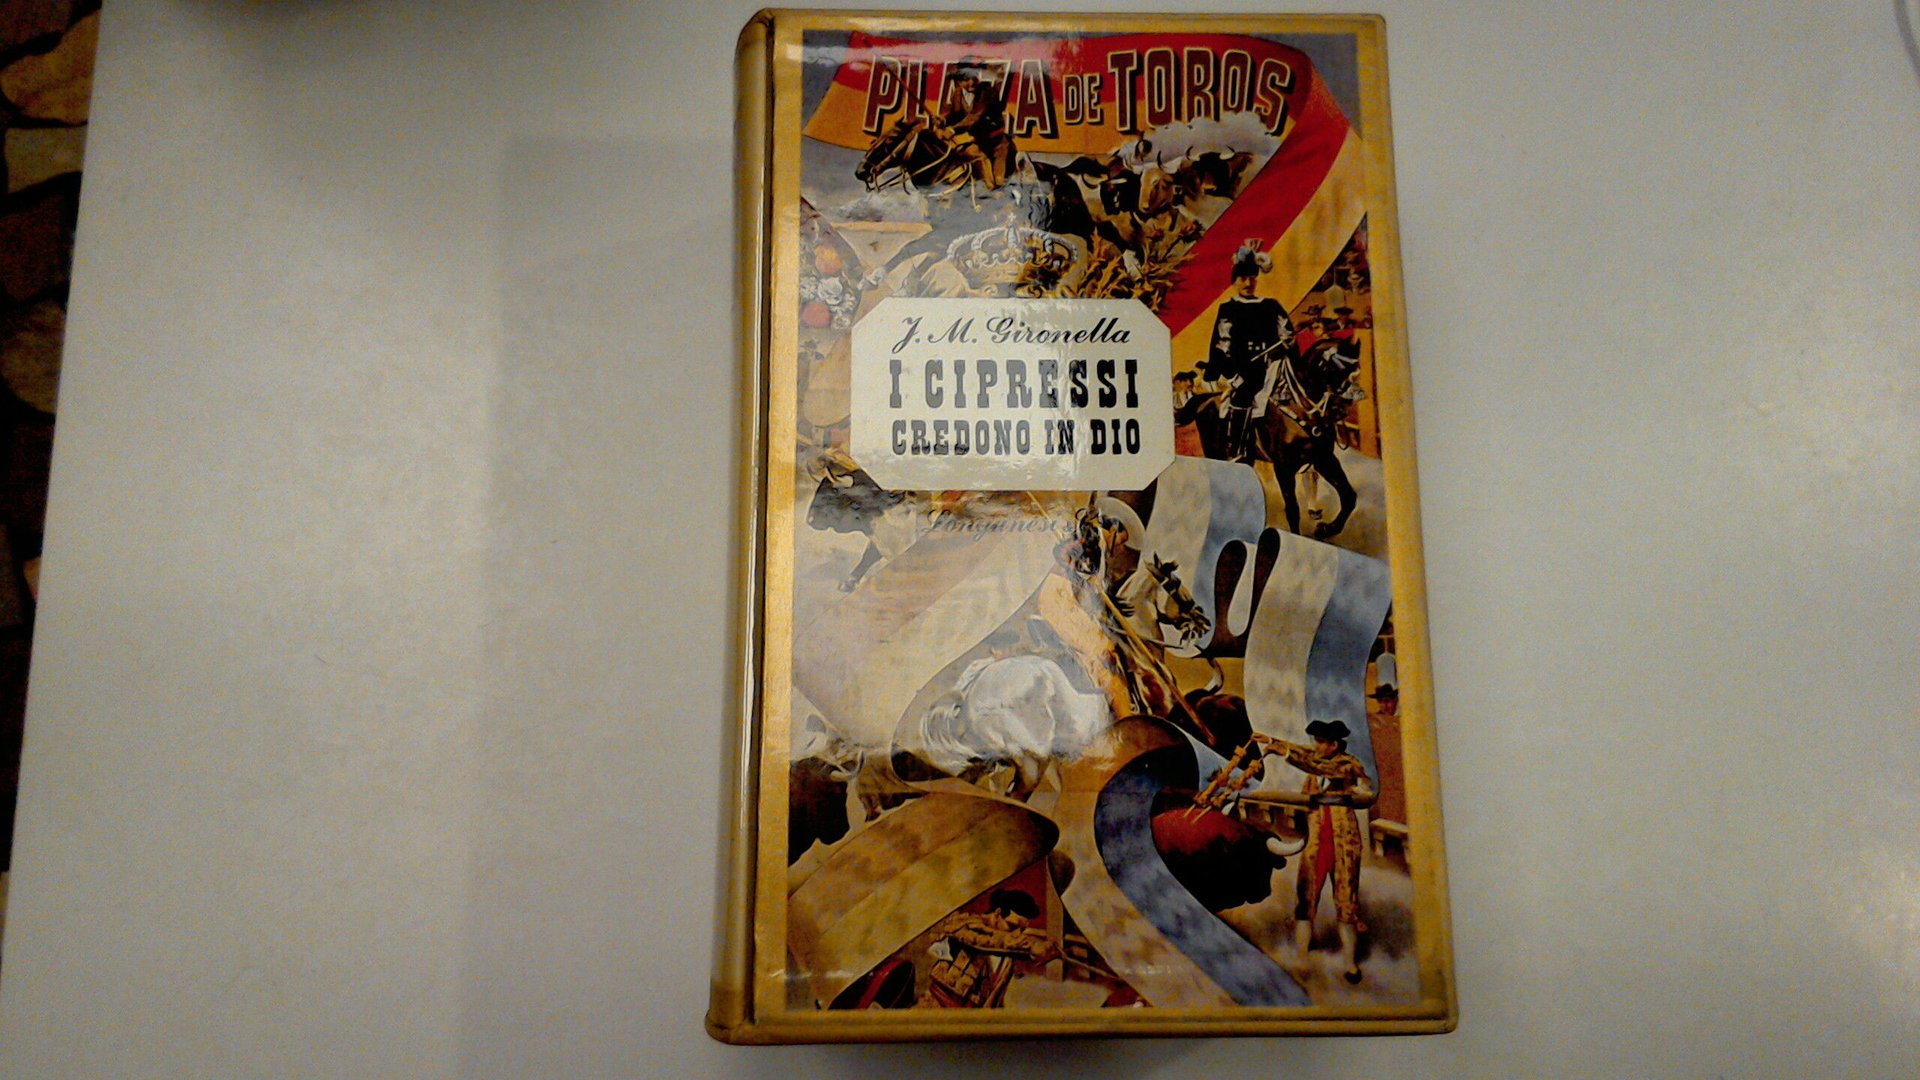 PLAZA DE TOROS
J. M. Gironella
I CIPRESSI
CREDONO IN DIO
Longanesi &